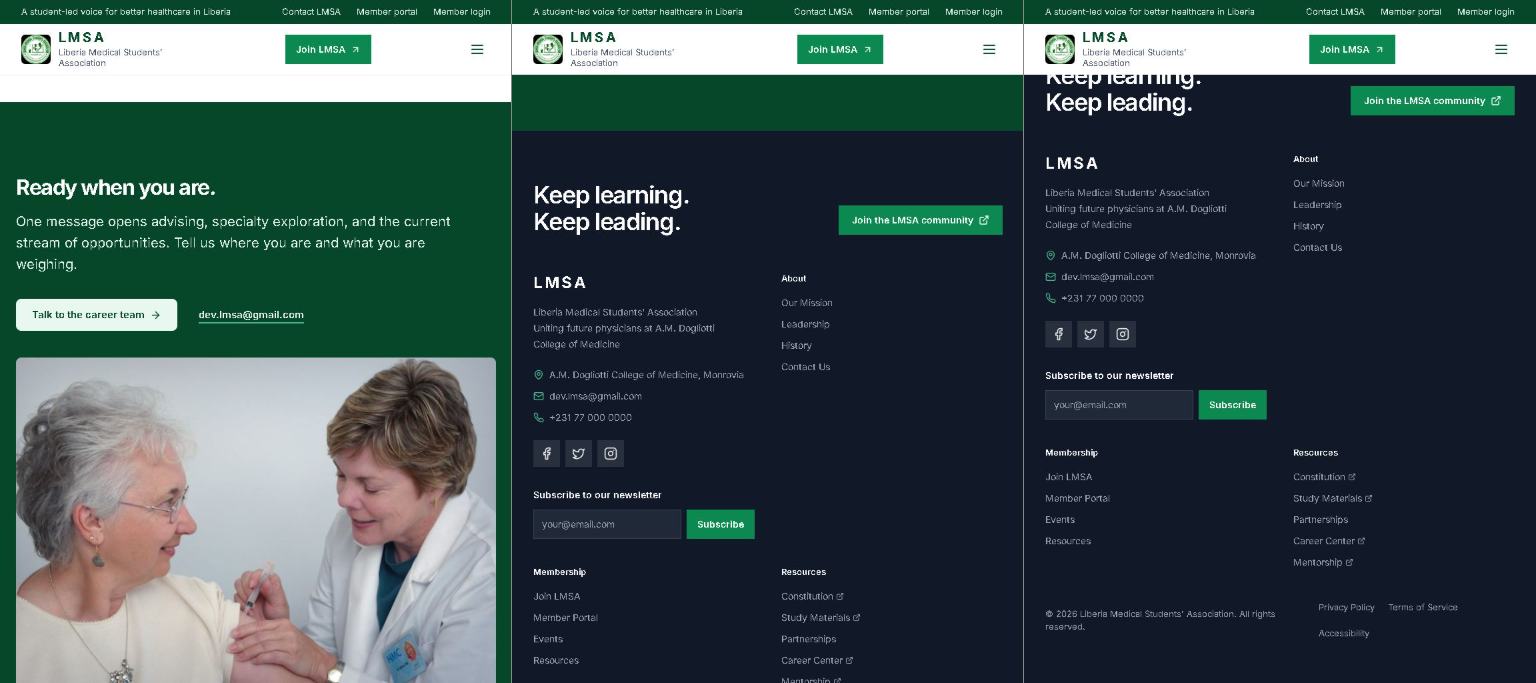 A student-led voice for better healthcare in Liberia
Contact LMSA
Member portal
Member login
LMSA
Liberia Medical Students'
Association
Join LMSA
Ready when you are.
One message opens advising, specialty exploration, and the current
stream of opportunities. Tell us where you are and what you are
weighing.
Talk to the career team
dev.lmsa@gmail.com
NMC
A student-led voice for better healthcare in Liberia
Contact LMSA
Member portal
Member login
LMSA
Liberia Medical Students'
Association
Join LMSA
Keep learning.
Keep leading.
Join the LMSA community
LMSA
Liberia Medical Students' Association
Uniting future physicians at A.M. Dogliotti
College of Medicine
A.M. Dogliotti College of Medicine, Monrovia
dev.lmsa@gmail.com
+231 77 000 0000
About
Our Mission
Leadership
History
Contact Us
Subscribe to our newsletter
your@email.com
Subscribe
Membership
Join LMSA
Member Portal
Events
Resources
Resources
Constitution
Study Materials
Partnerships
Career Center
Mentorship
A student-led voice for better healthcare in Liberia
Contact LMSA
Member portal
Member login
LMSA
Liberia Medical Students'
Association
Join LMSA
Keep learning.
Keep leading.
Join the LMSA community
LMSA
Liberia Medical Students' Association
Uniting future physicians at A.M. Dogliotti
College of Medicine
A.M. Dogliotti College of Medicine, Monrovia
dev.lmsa@gmail.com
+231 77 000 0000
About
Our Mission
Leadership
History
Contact Us
Subscribe to our newsletter
your@email.com
Subscribe
Membership
Join LMSA
Member Portal
Events
Resources
Resources
Constitution
Study Materials
Partnerships
Career Center
Mentorship
© 2026 Liberia Medical Students' Association. All rights
reserved.
Privacy Policy
Terms of Service
Accessibility